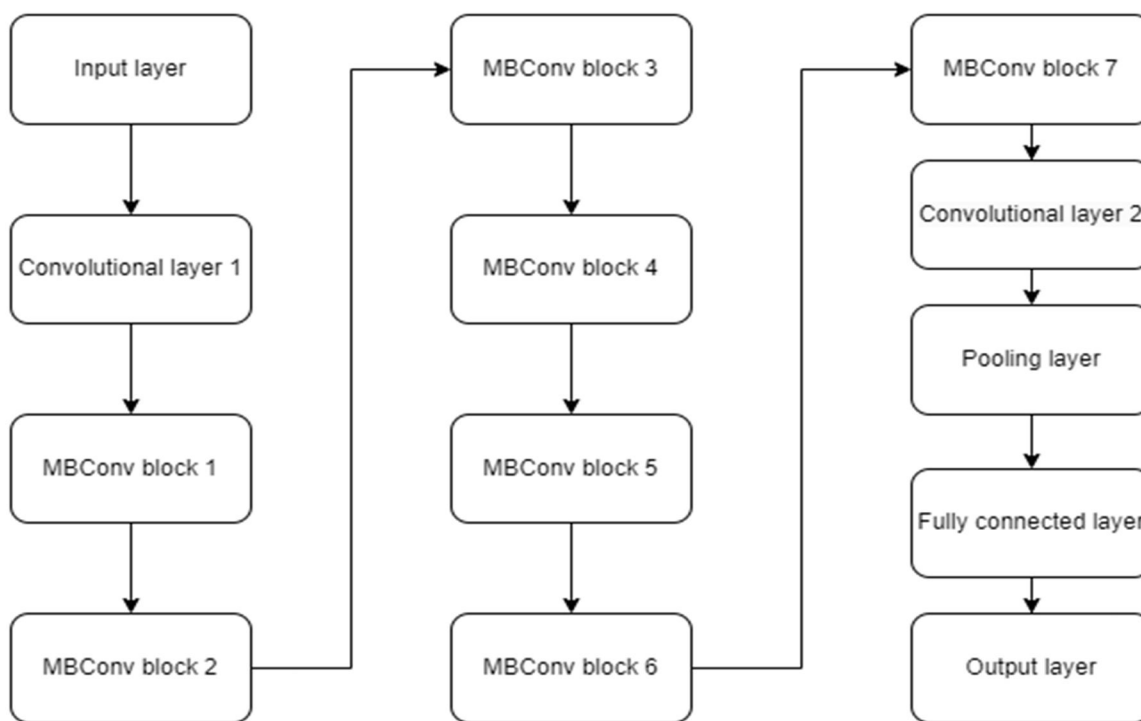 Input layer
Convolutional layer 1
MBConv block 1
MBConv block 2
MBConv block 3
MBConv block 4
MBConv block 5
MBConv block 6
MBConv block 7
Convolutional layer 2
Pooling layer
Fully connected layer
Output layer